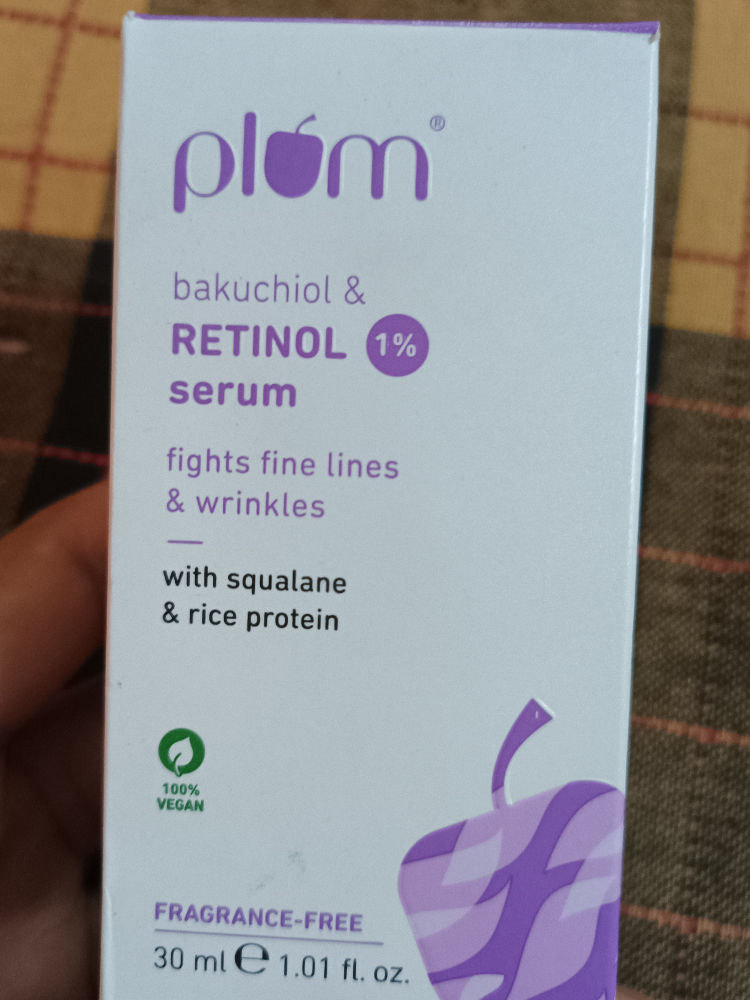 plum®
bakuchiol &
RETINOL 1%
serum
fights fine lines
& wrinkles
with squalane
& rice protein
100%
VEGAN
FRAGRANCE-FREE
30 ml ℮ 1.01 fl. oz.